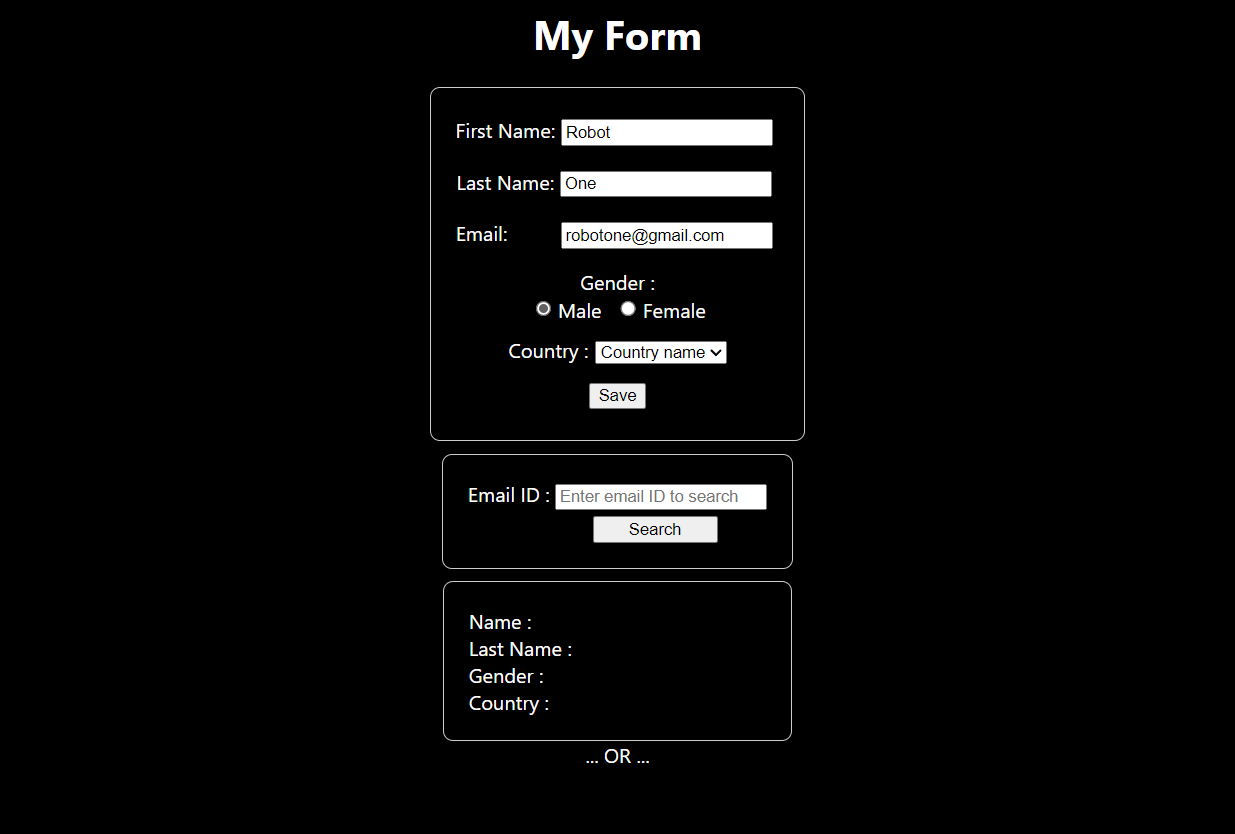 My Form
First Name: Robot
Last Name: One
Email: robotone@gmail.com
Gender :
Male Female
Country : Country name
Save
Email ID : Enter email ID to search
Search
Name :
Last Name :
Gender :
Country :
... OR ...